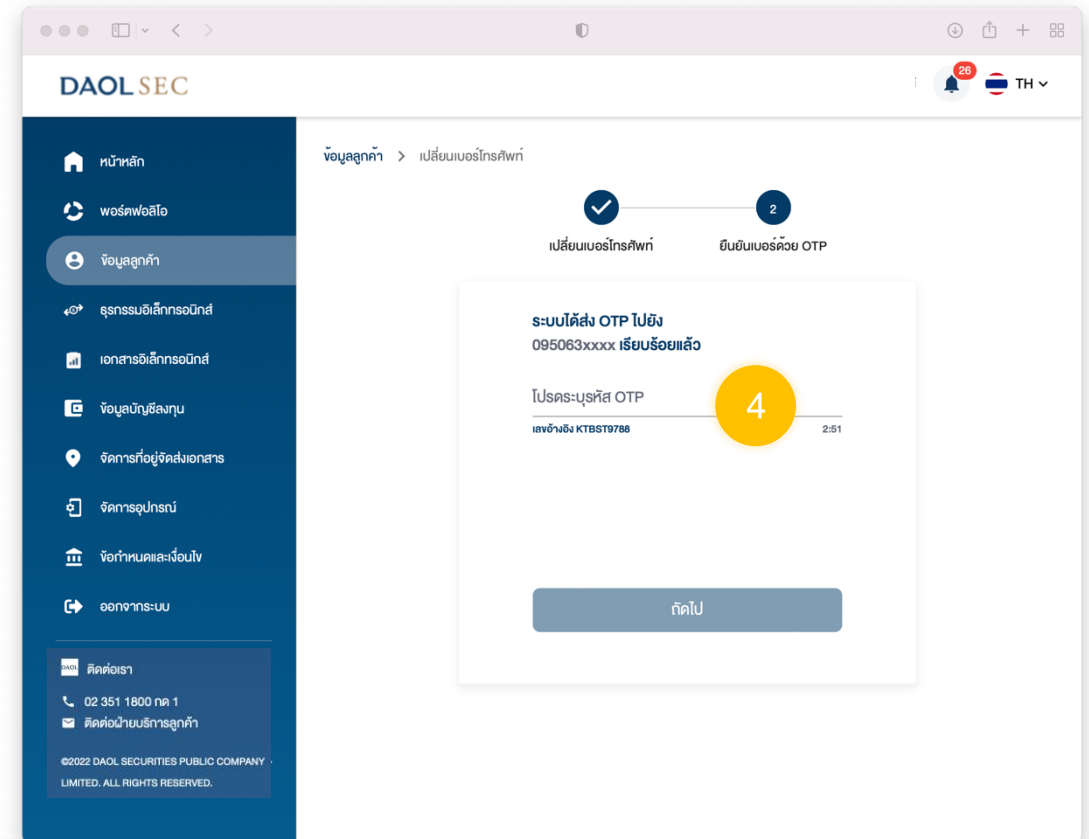 DAOL SEC
26
TH
หน้าหลัก
พอร์ตฟอลิโอ
ข้อมูลลูกค้า
ธุรกรรมอิเล็กทรอนิกส์
เอกสารอิเล็กทรอนิกส์
ข้อมูลบัญชีลงทุน
จัดการที่อยู่จัดส่งเอกสาร
จัดการอุปกรณ์
ข้อกำหนดและเงื่อนไข
ออกจากระบบ
DAOL ติดต่อเรา
02 351 1800 กด 1
ติดต่อฝ่ายบริการลูกค้า
©2022 DAOL SECURITIES PUBLIC COMPANY
LIMITED. ALL RIGHTS RESERVED.
ข้อมูลลูกค้า > เปลี่ยนเบอร์โทรศัพท์
2
เปลี่ยนเบอร์โทรศัพท์ ยืนยันเบอร์ด้วย OTP
ระบบได้ส่ง OTP ไปยัง
095063xxxx เรียบร้อยแล้ว
โปรดระบุรหัส OTP
4
เลขอ้างอิง KTBST9788 2:51
ถัดไป